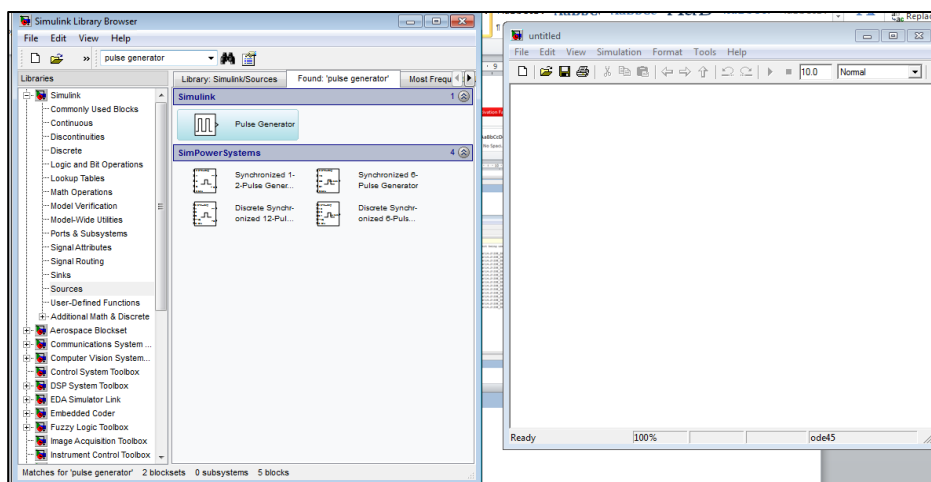 Simulink Library Browser
File Edit View Help
» pulse generator
Libraries
Library: Simulink/Sources Found: 'pulse generator' Most Frequ
Simulink
Commonly Used Blocks
Continuous
Discontinuities
Discrete
Logic and Bit Operations
Lookup Tables
Math Operations
Model Verification
Model-Wide Utilities
Ports & Subsystems
Signal Attributes
Signal Routing
Sinks
Sources
User-Defined Functions
Additional Math & Discrete
Aerospace Blockset
Communications System ...
Computer Vision System...
Control System Toolbox
DSP System Toolbox
EDA Simulator Link
Embedded Coder
Fuzzy Logic Toolbox
Image Acquisition Toolbox
Instrument Control Toolbox
Simulink 1
Pulse Generator
SimPowerSystems 4
Synchronized 1-
2-Pulse Gener...
Synchronized 6-
Pulse Generator
Discrete Synchr-
onized 12-Pul...
Discrete Synchr-
onized 6-Puls...
Matches for 'pulse generator' 2 blocksets 0 subsystems 5 blocks
Replac
untitled
File Edit View Simulation Format Tools Help
10.0 Normal
Ready 100% ode45